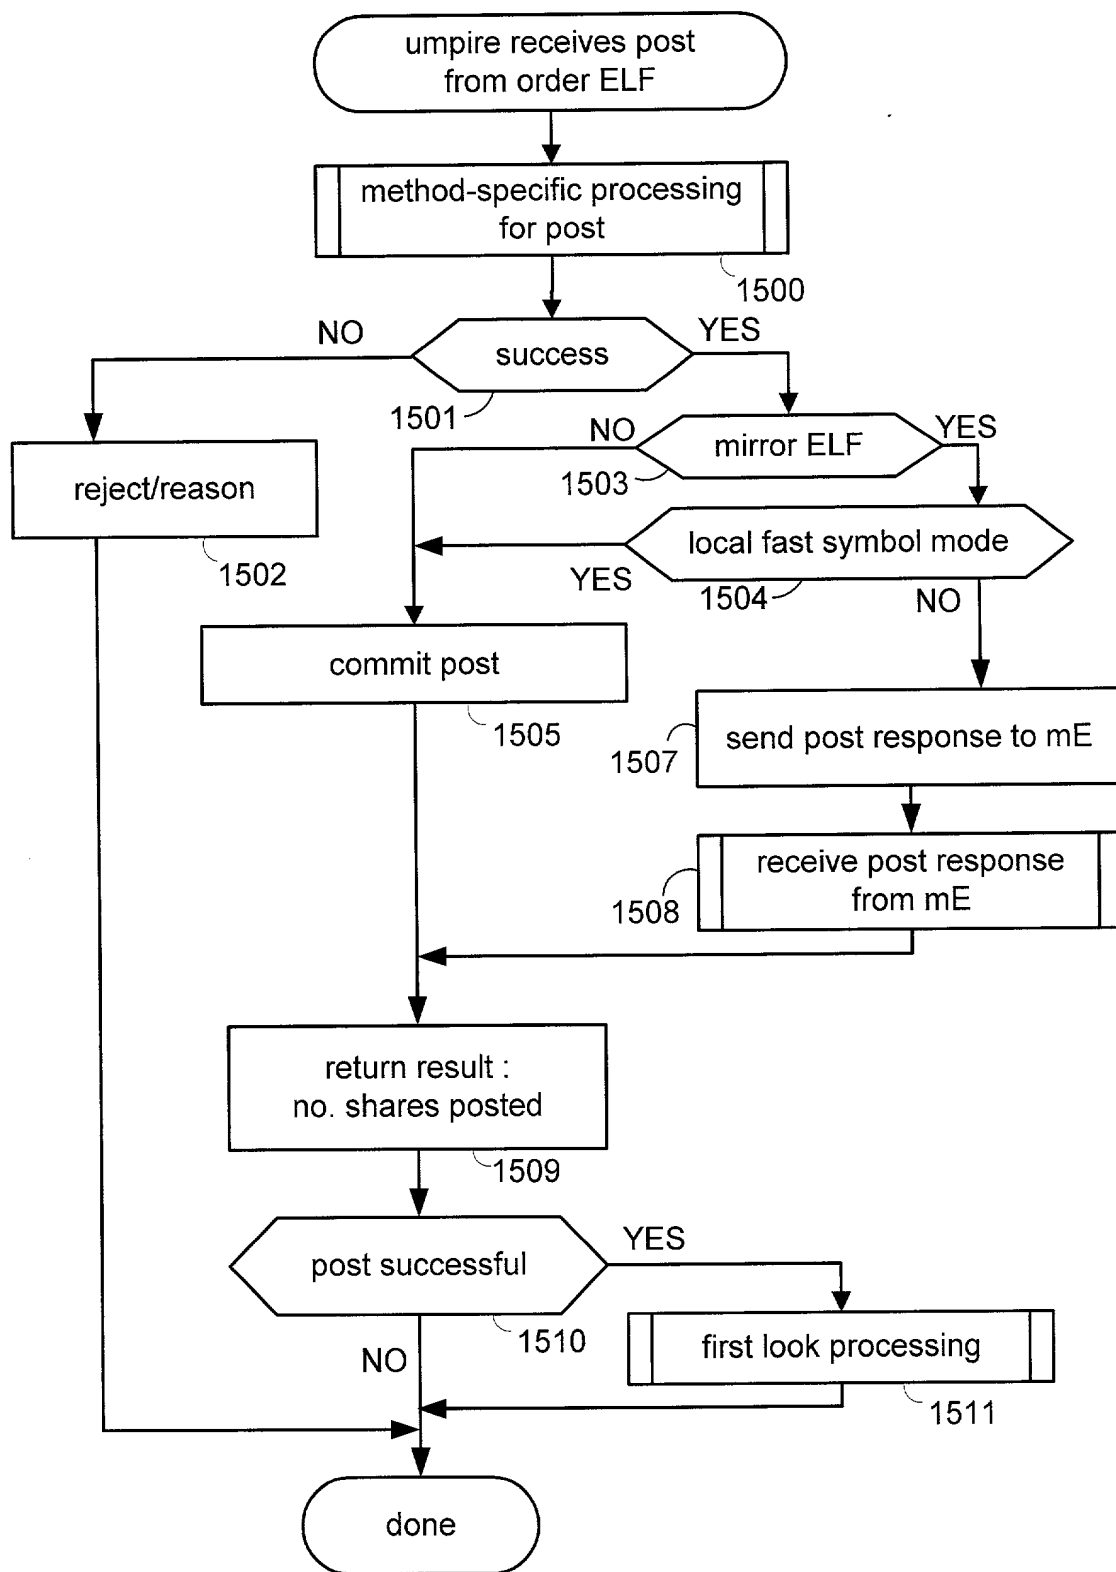 umpire receives post
from order ELF
method-specific processing
for post
1500
NO
YES
success
1501
NO
YES
mirror ELF
1503
reject/reason
1502
local fast symbol mode
YES
1504
NO
commit post
1505
send post response to mE
1507
receive post response
from mE
1508
return result :
no. shares posted
1509
YES
post successful
1510
NO
first look processing
1511
done